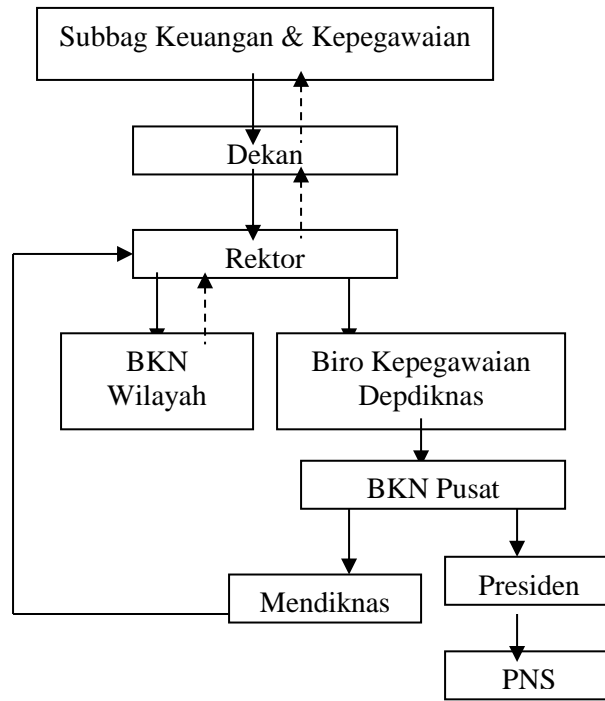 Subbag Keuangan & Kepegawaian
Dekan
Rektor
BKN
Wilayah
Biro Kepegawaian
Depdiknas
BKN Pusat
Mendiknas
Presiden
PNS